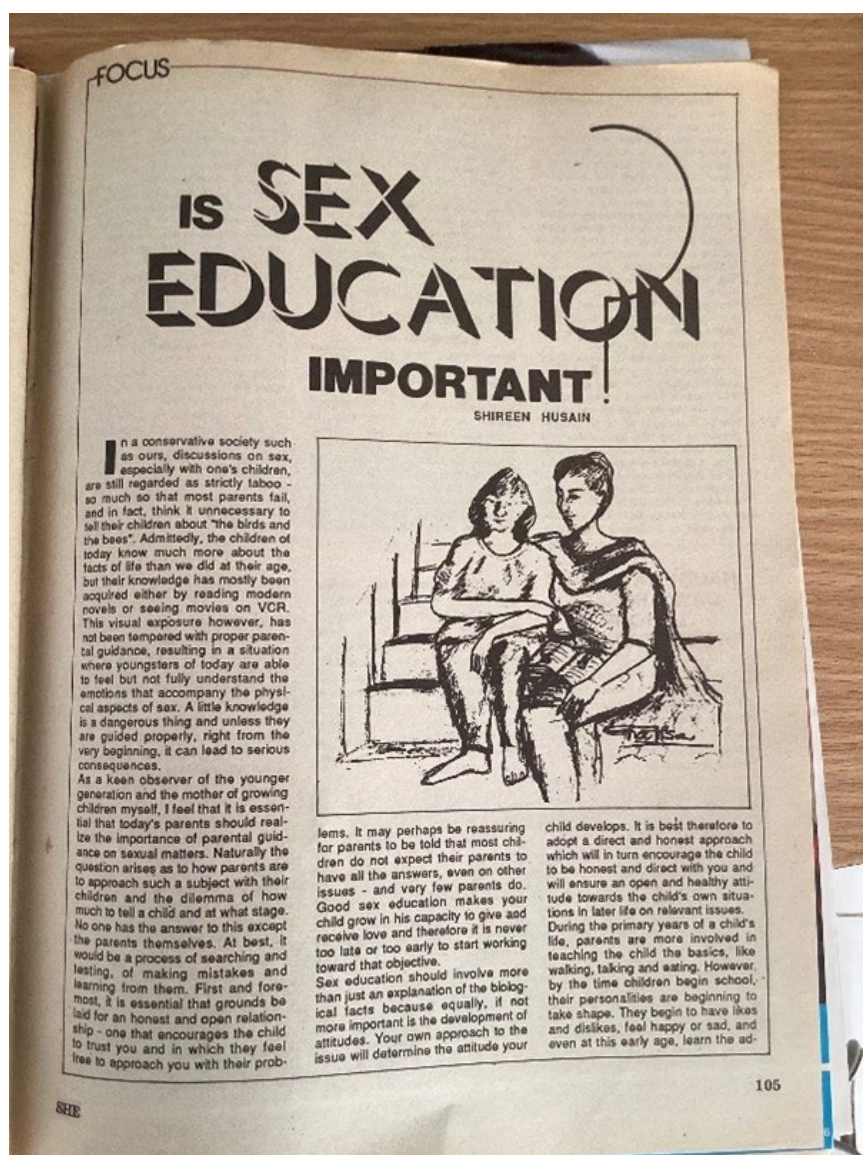 FOCUS
IS SEX
EDUCATION
IMPORTANT?
SHIREEN HUSAIN
In a conservative society such
as ours, discussions on sex,
especially with one's children,
are still regarded as strictly taboo -
so much so that most parents fail,
and in fact, think it unnecessary to
tell their children about "the birds and
the bees". Admittedly, the children of
today know much more about the
facts of life than we did at their age,
but their knowledge has mostly been
acquired either by reading modern
novels or seeing movies on VCR.
This visual exposure however, has
not been tempered with proper paren-
tal guidance, resulting in a situation
where youngsters of today are able
to feel but not fully understand the
emotions that accompany the physi-
cal aspects of sex. A little knowledge
is a dangerous thing and unless they
are guided properly, right from the
very beginning, it can lead to serious
consequences.
As a keen observer of the younger
generation and the mother of growing
children myself, I feel that it is essen-
tial that today's parents should real-
ize the importance of parental guid-
ance on sexual matters. Naturally the
question arises as to how parents are
to approach such a subject with their
children and the dilemma of how
much to tell a child and at what stage.
No one has the answer to this except
the parents themselves. At best, it
would be a process of searching and
testing, of making mistakes and
learning from them. First and fore-
most, it is essential that grounds be
laid for an honest and open relation-
ship - one that encourages the child
to trust you and in which they feel
free to approach you with their prob-
lems. It may perhaps be reassuring
for parents to be told that most chil-
dren do not expect their parents to
have all the answers, even on other
issues - and very few parents do.
Good sex education makes your
child grow in his capacity to give aod
receive love and therefore it is never
too late or too early to start working
toward that objective.
Sex education should involve more
than just an explanation of the biolog-
ical facts because equally, if not
more important is the development of
attitudes. Your own approach to the
issue will determine the attitude your
child develops. It is best therefore to
adopt a direct and honest approach
which will in turn encourage the child
to be honest and direct with you and
will ensure an open and healthy atti-
tude towards the child's own situa-
tions in later life on relevant issues.
During the primary years of a child's
life, parents are more involved in
teaching the child the basics, like
walking, talking and eating. However,
by the time children begin school,
their personalities are beginning to
take shape. They begin to have likes
and dislikes, feel happy or sad, and
even at this early age, learn the ad-
105
SHE